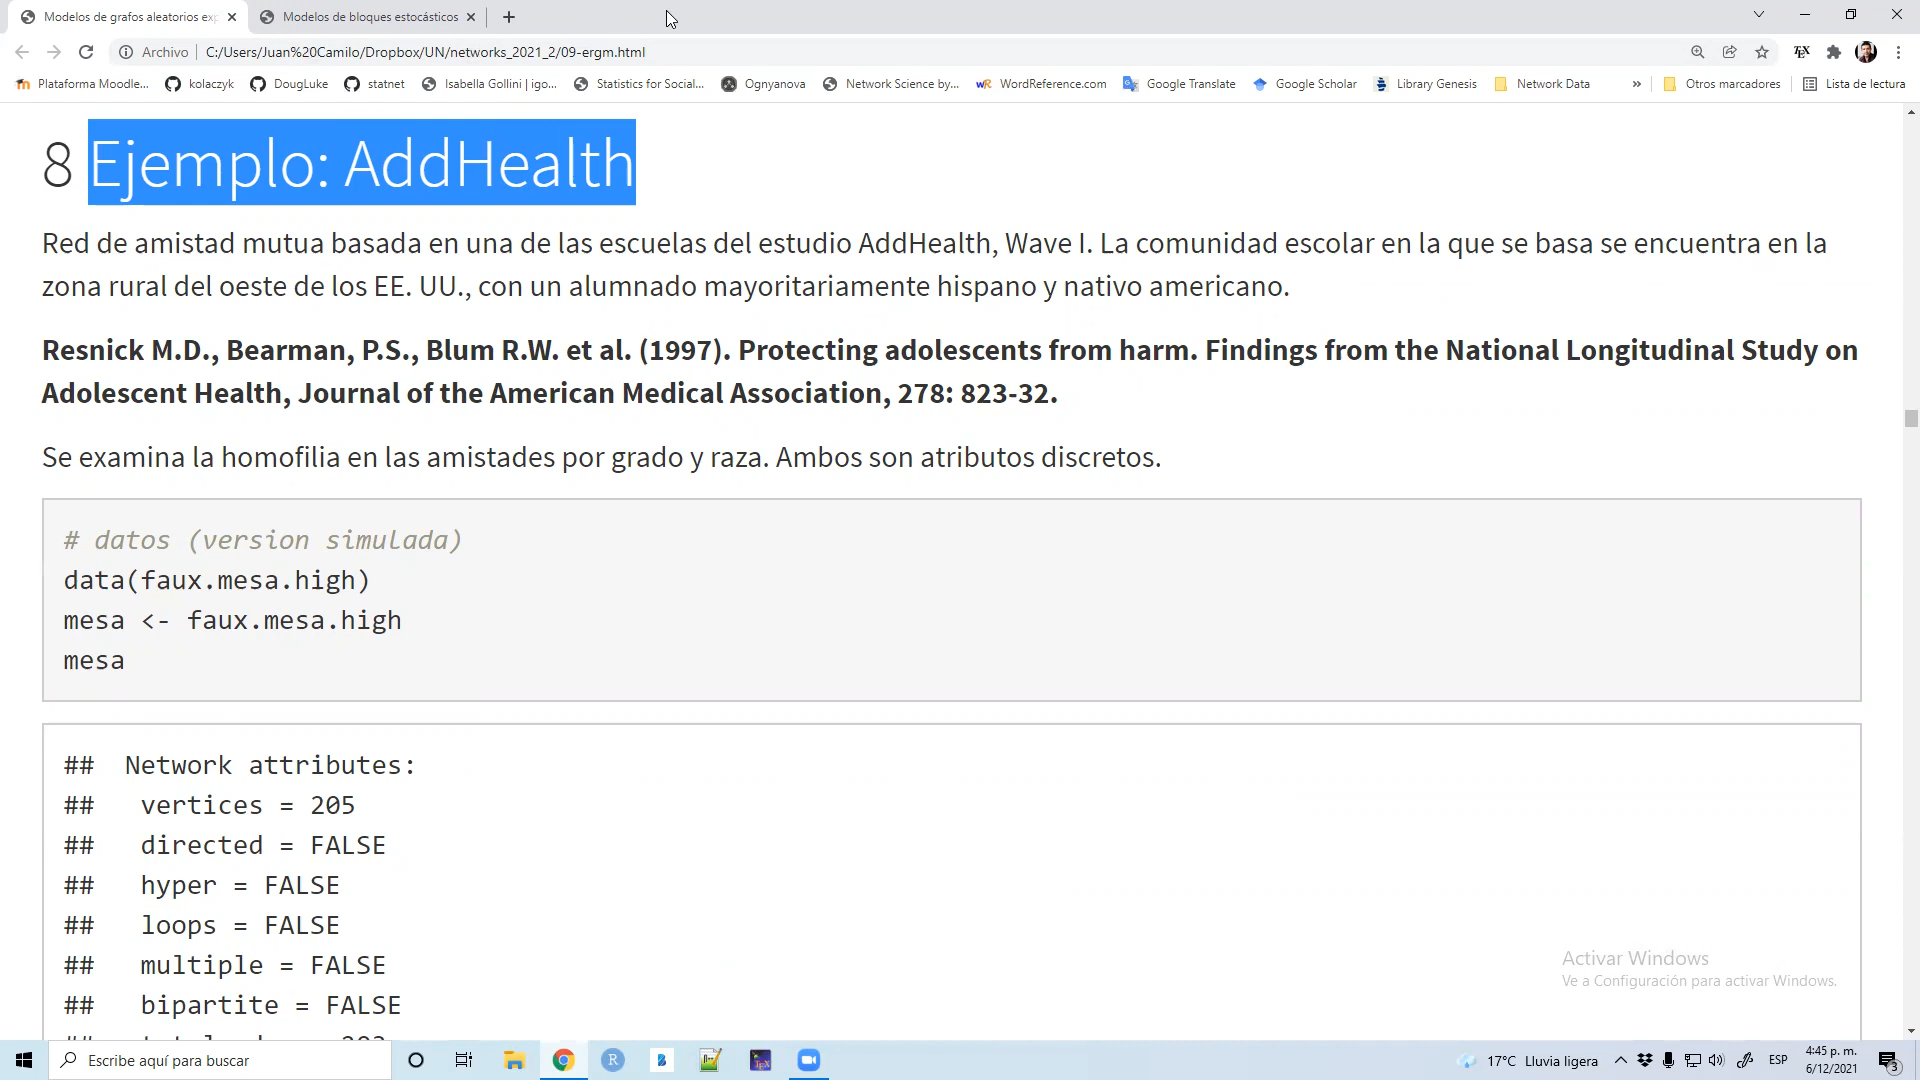 Modelos de grafos aleatorios exp
Modelos de bloques estocásticos
Archivo
C:/Users/Juan%20Camilo/Dropbox/UN/networks_2021_2/09-ergm.html
Plataforma Moodle...
kolaczyk
DougLuke
statnet
Isabella Gollini | igo...
Statistics for Social...
Ognyanova
Network Science by...
WordReference.com
Google Translate
Google Scholar
Library Genesis
Network Data
»
Otros marcadores
Lista de lectura
8 Ejemplo: AddHealth
Red de amistad mutua basada en una de las escuelas del estudio AddHealth, Wave I. La comunidad escolar en la que se basa se encuentra en la
zona rural del oeste de los EE. UU., con un alumnado mayoritariamente hispano y nativo americano.
Resnick M.D., Bearman, P.S., Blum R.W. et al. (1997). Protecting adolescents from harm. Findings from the National Longitudinal Study on
Adolescent Health, Journal of the American Medical Association, 278: 823-32.
Se examina la homofilia en las amistades por grado y raza. Ambos son atributos discretos.
# datos (version simulada)
data(faux.mesa.high)
mesa <- faux.mesa.high
mesa
## Network attributes:
## vertices = 205
## directed = FALSE
## hyper = FALSE
## loops = FALSE
## multiple = FALSE
## bipartite = FALSE
Activar Windows
Ve a Configuración para activar Windows.
Escribe aquí para buscar
17°C Lluvia ligera
ESP
4:45 p. m.
6/12/2021
3